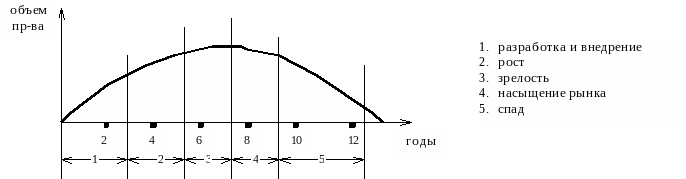 объем
пр-ва
1. разработка и внедрение
2. рост
3. зрелость
4. насыщение рынка
5. спад
2 4 6 8 10 12
годы
1 2 3 4 5